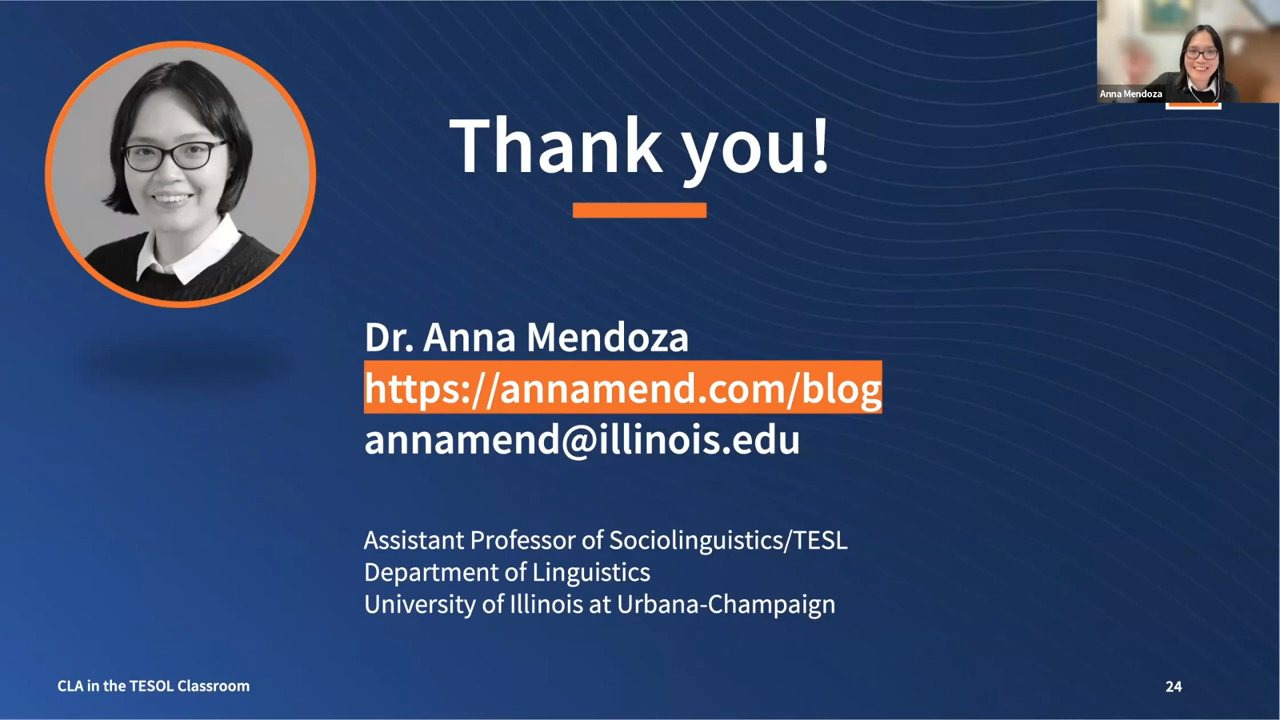 Anna Mendoza
Thank you!
Dr. Anna Mendoza
https://annamend.com/blog
annamend@illinois.edu
Assistant Professor of Sociolinguistics/TESL
Department of Linguistics
University of Illinois at Urbana-Champaign
CLA in the TESOL Classroom
24